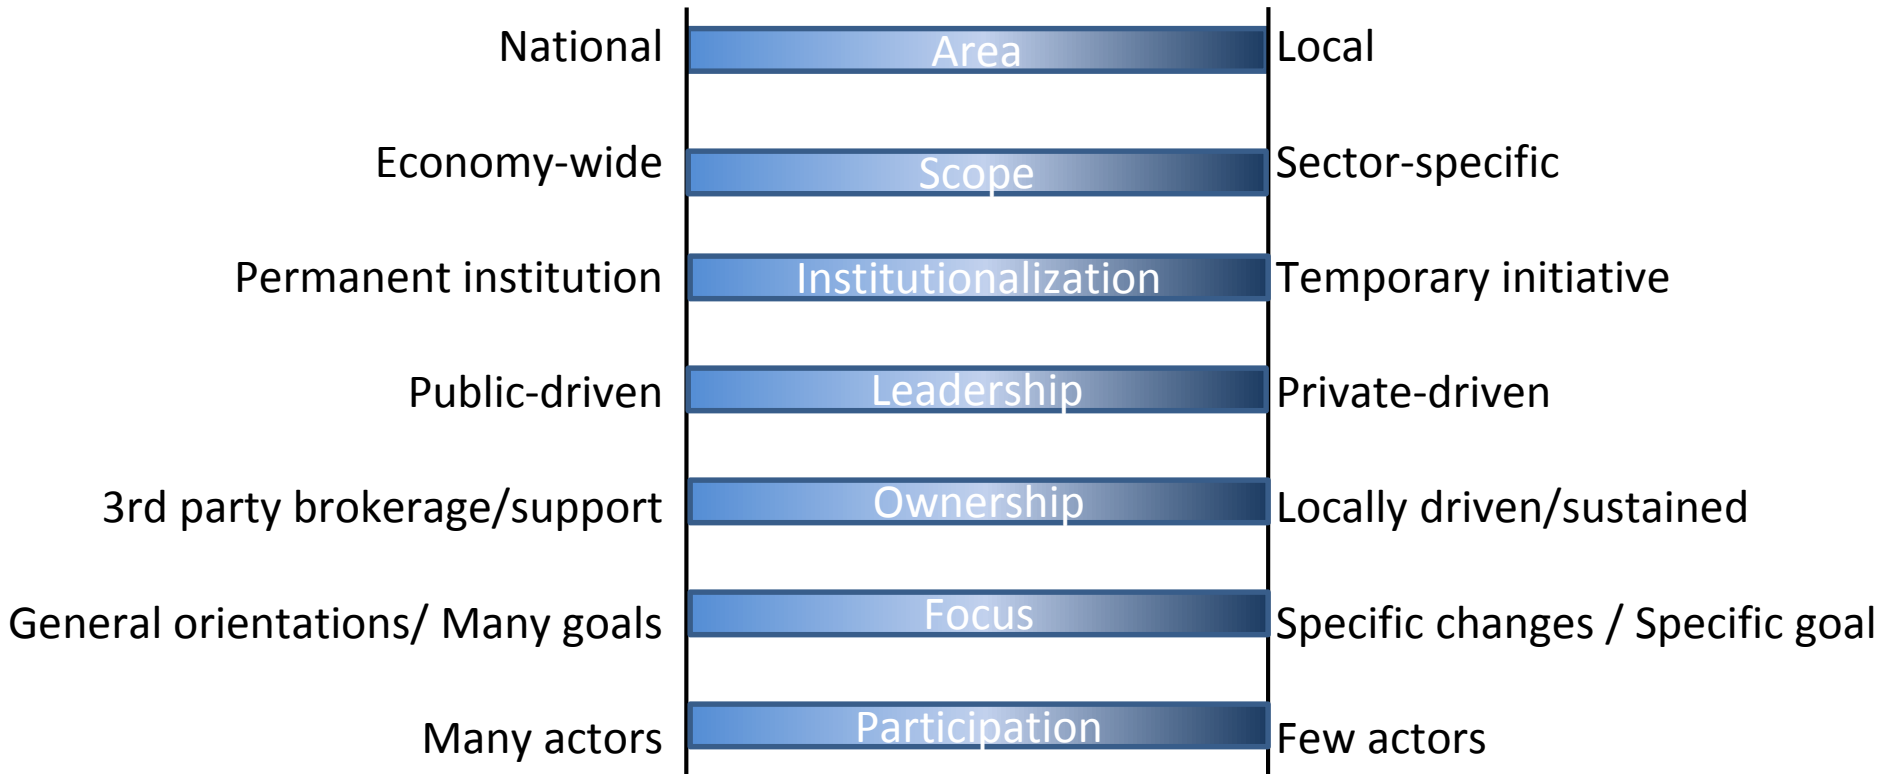 National Area Local
Economy-wide Scope Sector-specific
Permanent institution Institutionalization Temporary initiative
Public-driven Leadership Private-driven
3rd party brokerage/support Ownership Locally driven/sustained
General orientations/ Many goals Focus Specific changes / Specific goal
Many actors Participation Few actors